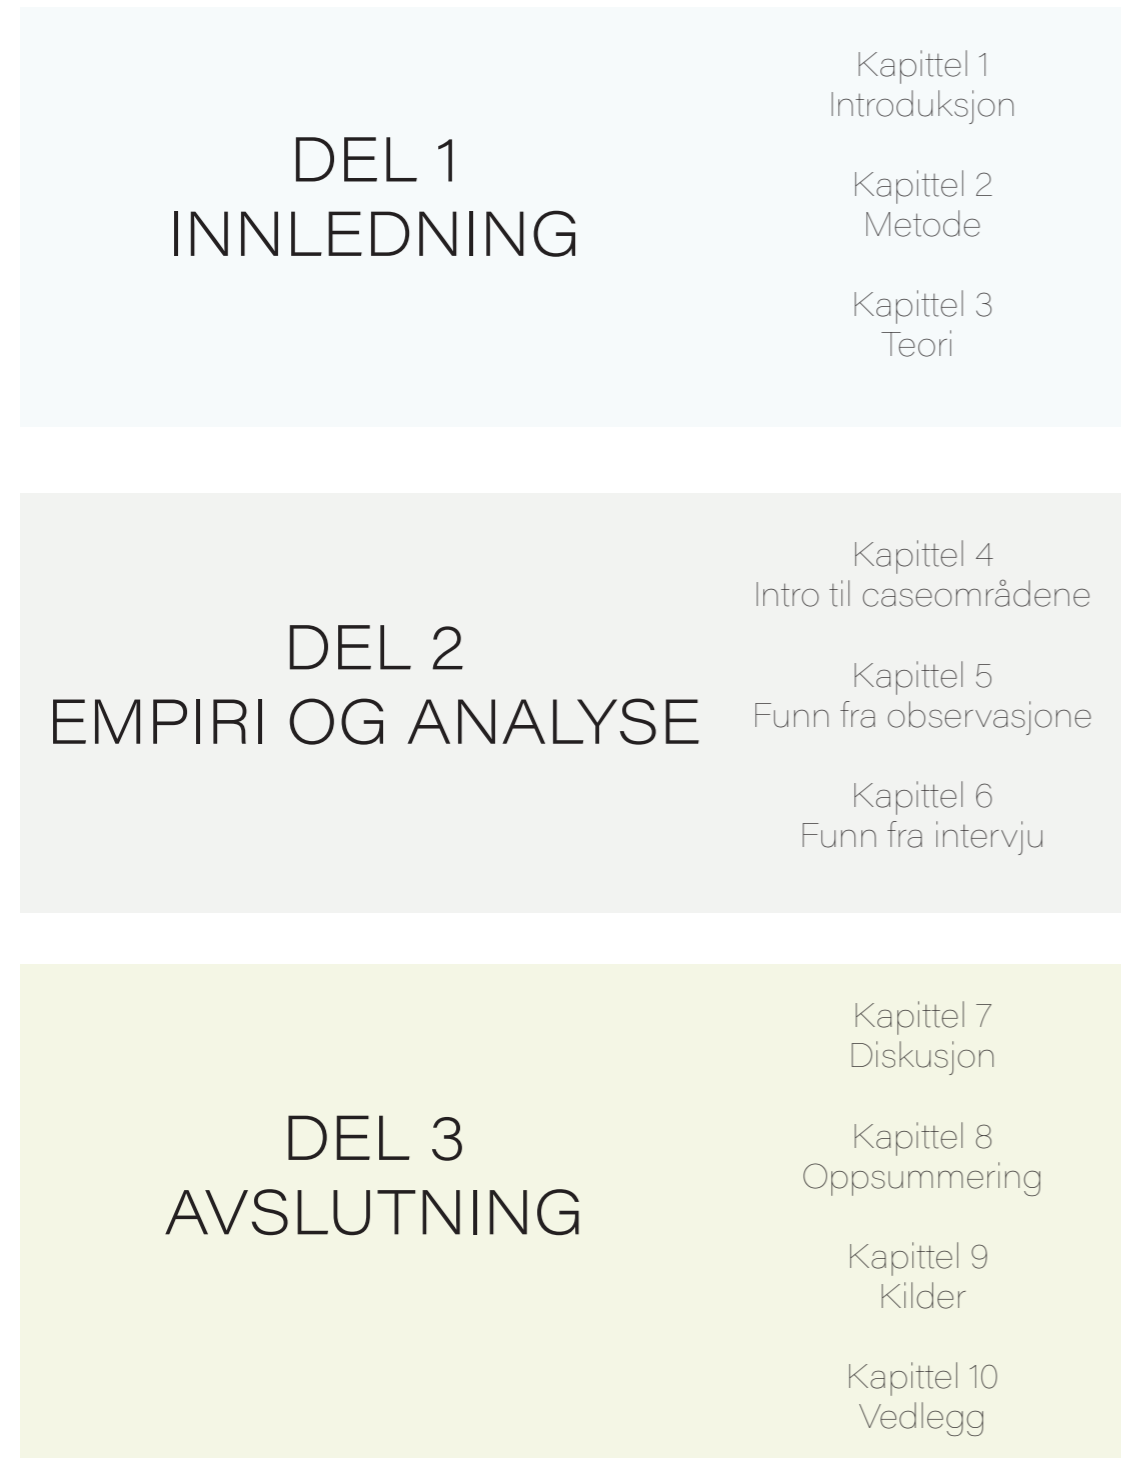 DEL 1
INNLEDNING
Kapittel 1
Introduksjon
Kapittel 2
Metode
Kapittel 3
Teori
DEL 2
EMPIRI OG ANALYSE
Kapittel 4
Intro til caseområdene
Kapittel 5
Funn fra observasjone
Kapittel 6
Funn fra intervju
DEL 3
AVSLUTNING
Kapittel 7
Diskusjon
Kapittel 8
Oppsummering
Kapittel 9
Kilder
Kapittel 10
Vedlegg